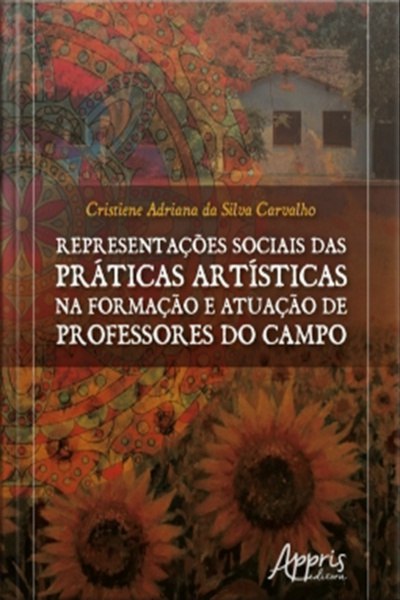 Cristiene Adriana da Silva Carvalho
REPRESENTAÇÕES SOCIAIS DAS
PRÁTICAS ARTÍSTICAS
NA FORMAÇÃO E ATUAÇÃO DE
PROFESSORES DO CAMPO
Appris
editora